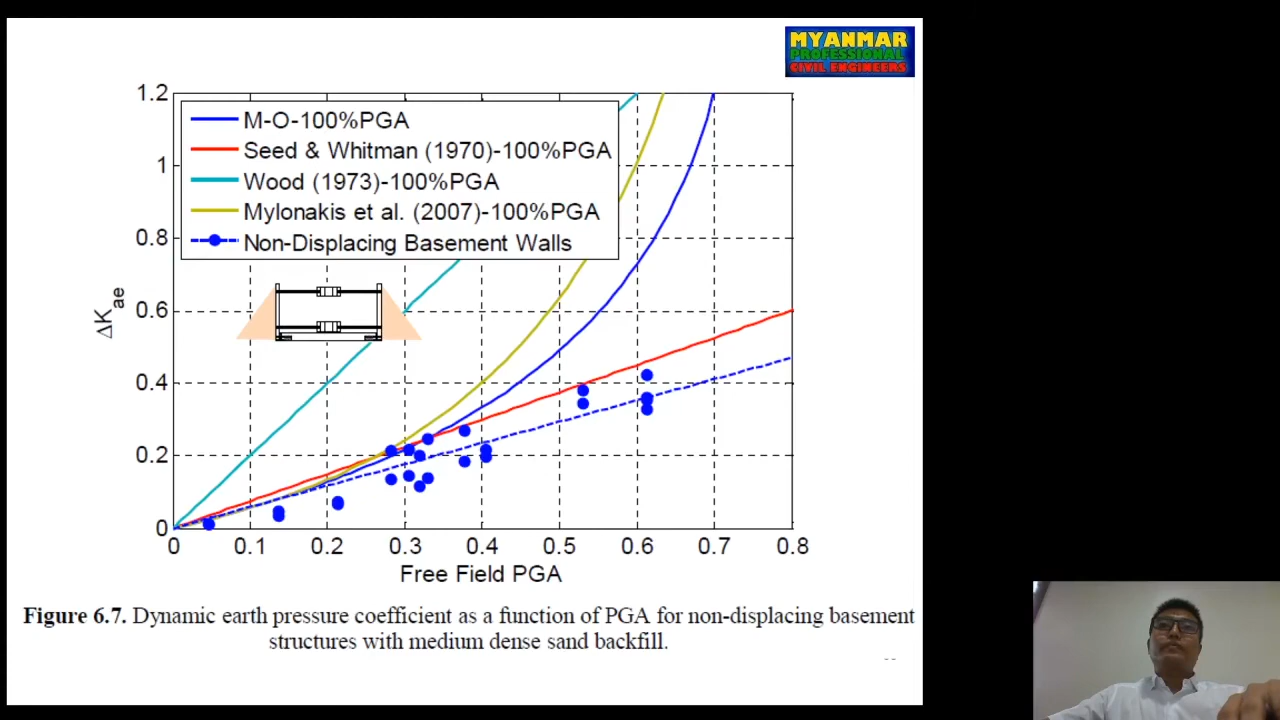 MYANMAR
PROFESSIONAL
CIVIL ENGINEERS
1.2
1
0.8
0.6
0.4
0.2
0
ΔKae
M-O-100%PGA
Seed & Whitman (1970)-100%PGA
Wood (1973)-100%PGA
Mylonakis et al. (2007)-100%PGA
Non-Displacing Basement Walls
0 0.1 0.2 0.3 0.4 0.5 0.6 0.7 0.8
Free Field PGA
Figure 6.7. Dynamic earth pressure coefficient as a function of PGA for non-displacing basement
structures with medium dense sand backfill.